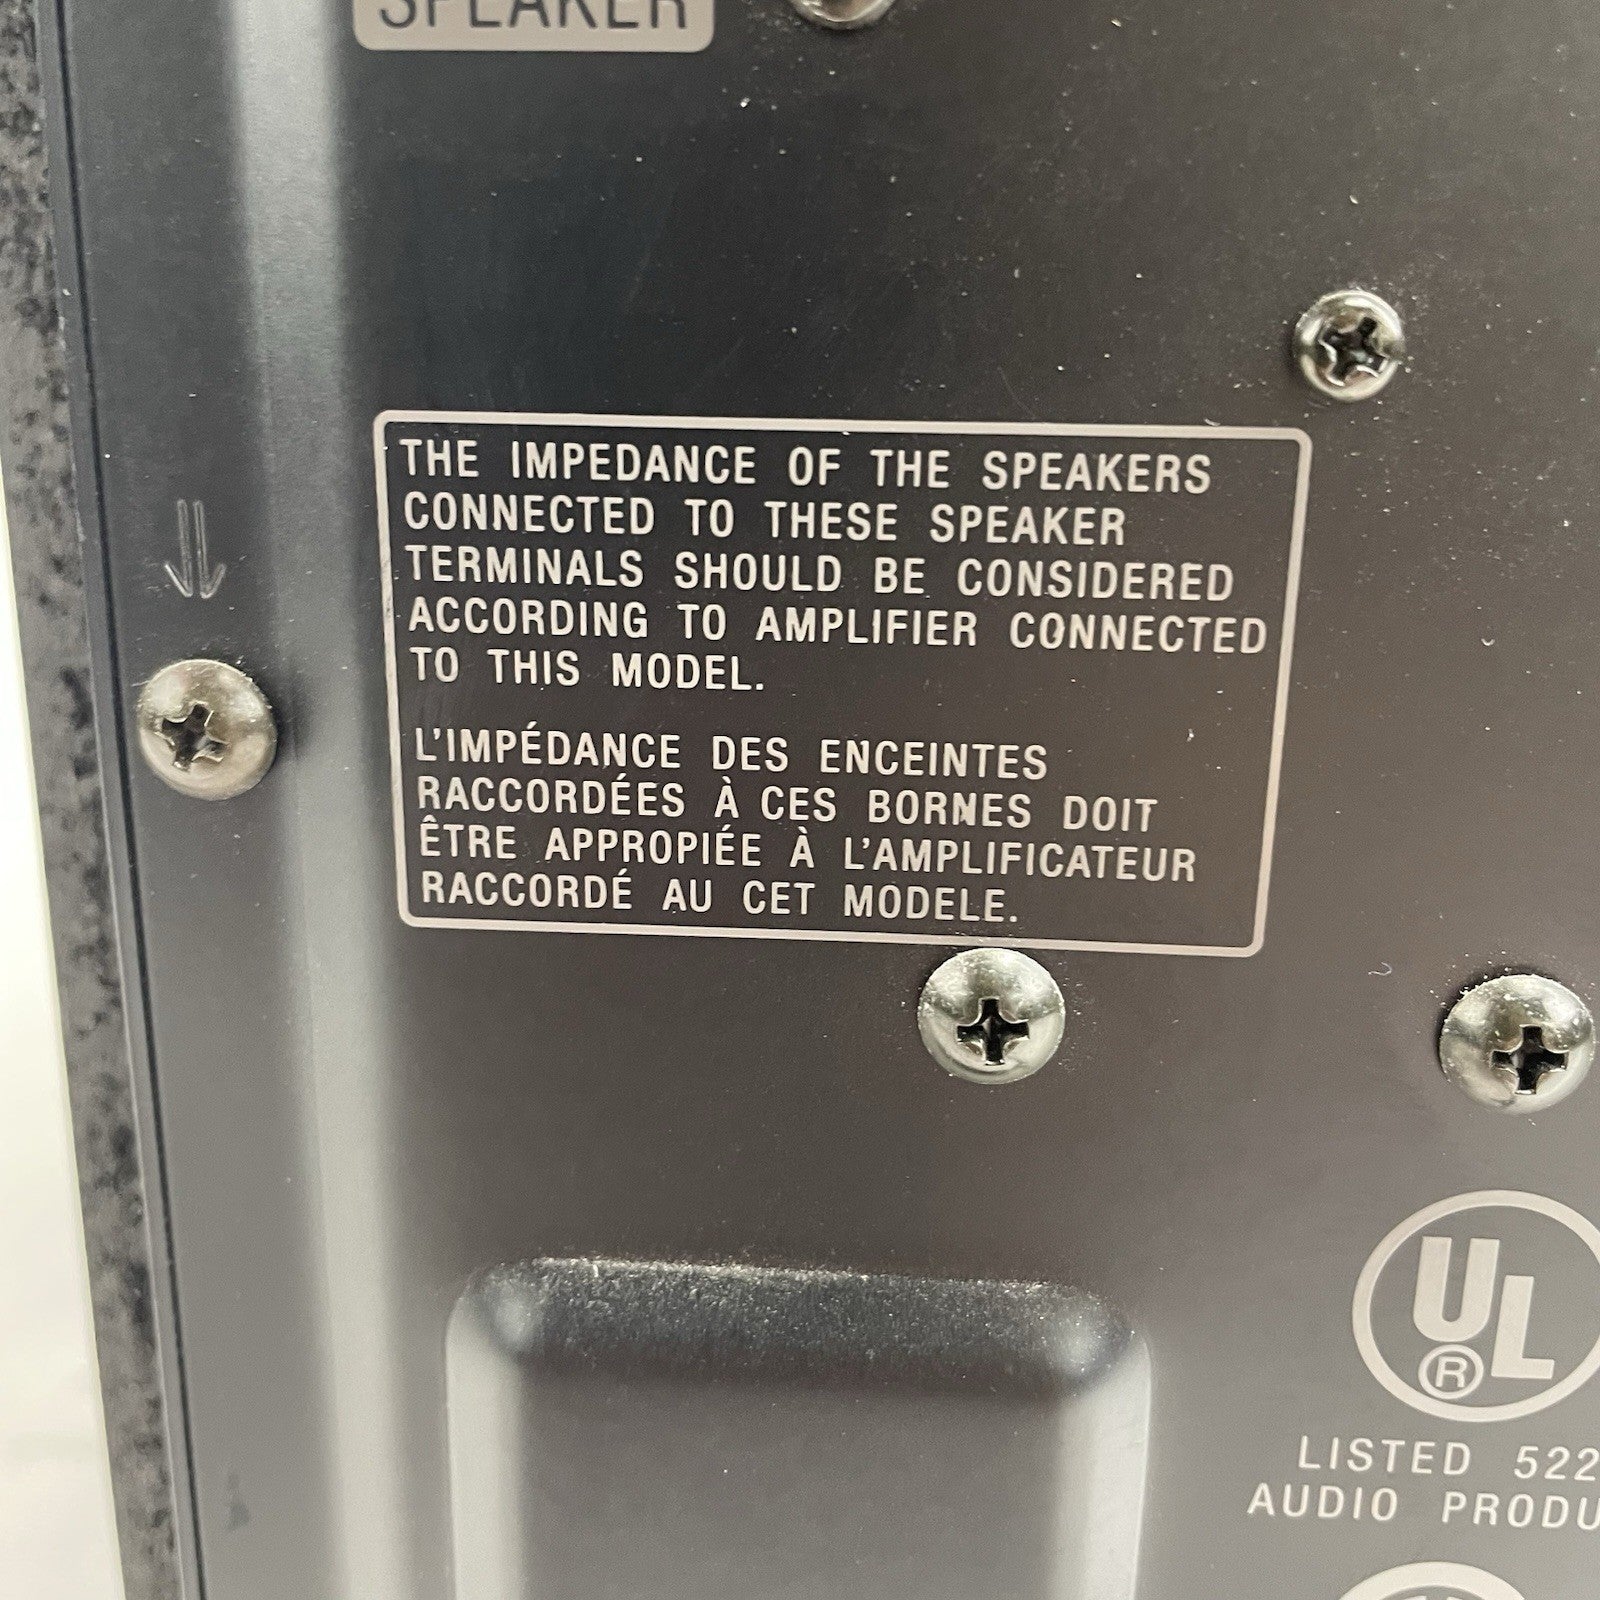 SPEAKER
THE IMPEDANCE OF THE SPEAKERS
CONNECTED TO THESE SPEAKER
TERMINALS SHOULD BE CONSIDERED
ACCORDING TO AMPLIFIER CONNECTED
TO THIS MODEL.
L'IMPÉDANCE DES ENCEINTES
RACCORDÉES À CES BORNES DOIT
ÊTRE APPROPIÉE À L'AMPLIFICATEUR
RACCORDÉ AU CET MODELE.
UL
®
LISTED 522
AUDIO PRODU